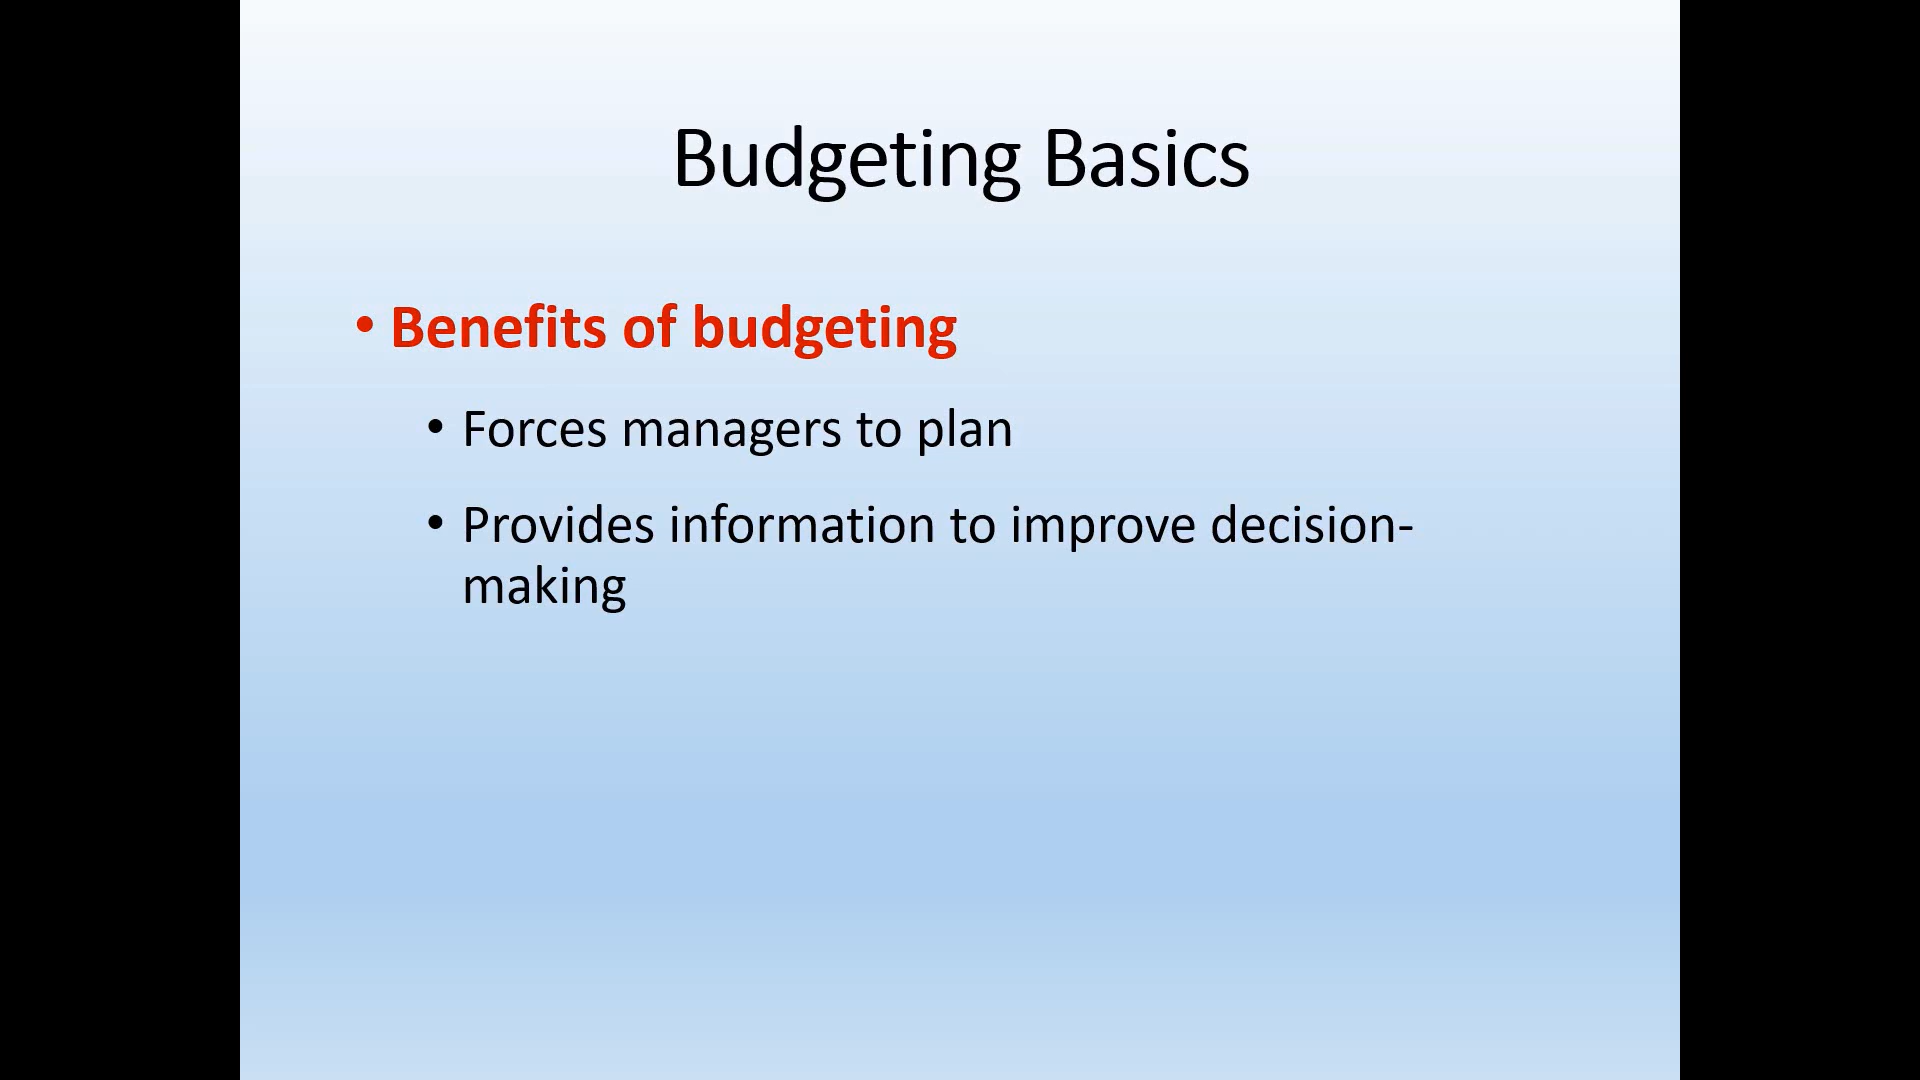 Budgeting Basics
• Benefits of budgeting
• Forces managers to plan
• Provides information to improve decision-
making